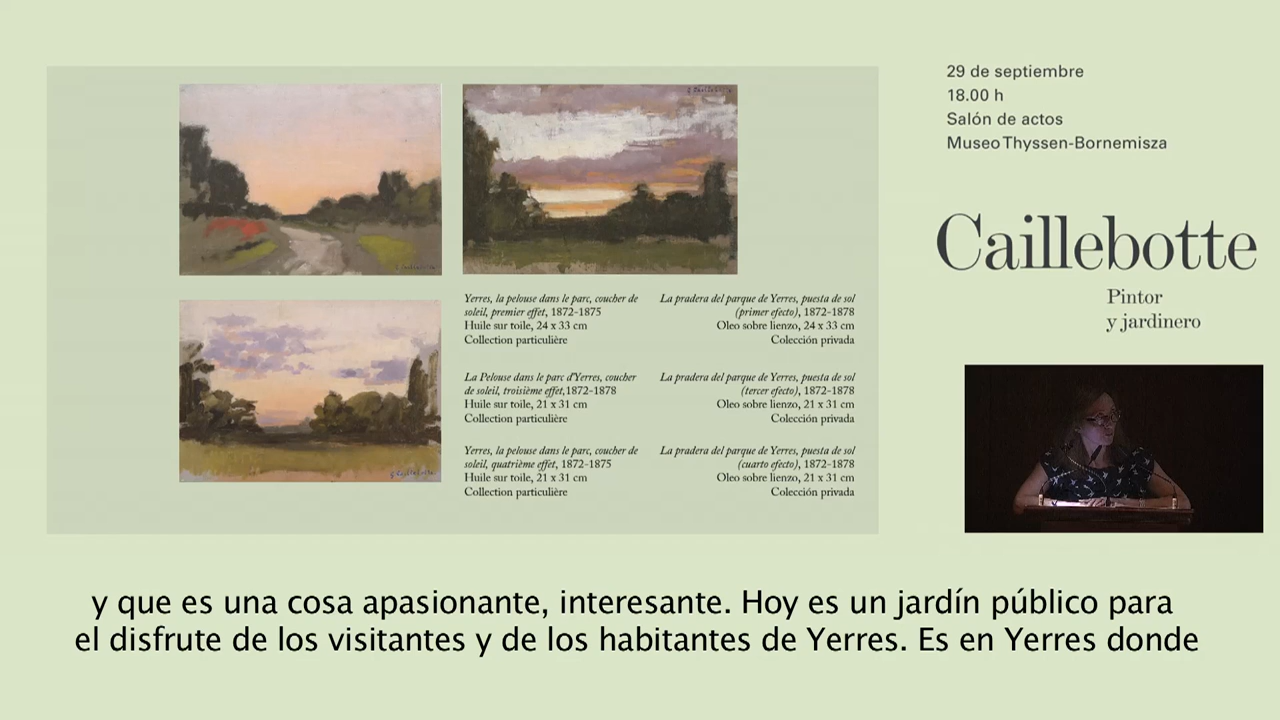 29 de septiembre
18.00 h
Salón de actos
Museo Thyssen-Bornemisza
Caillebotte
Pintor
y jardinero
Yerres, la pelouse dans le parc, coucher de
soleil, premier effet, 1872-1875
Huile sur toile, 24 x 33 cm
Collection particulière
La pradera del parque de Yerres, puesta de sol
(primer efecto), 1872-1878
Oleo sobre lienzo, 24 x 33 cm
Colección privada
La Pelouse dans le parc d'Yerres, coucher
de soleil, troisième effet,1872-1878
Huile sur toile, 21 x 31 cm
Collection particulière
La pradera del parque de Yerres, puesta de sol
(tercer efecto), 1872-1878
Oleo sobre lienzo, 21 x 31 cm
Colección privada
Yerres, la pelouse dans le parc, coucher de
soleil, quatrième effet, 1872-1875
Huile sur toile, 21 x 31 cm
Collection particulière
La pradera del parque de Yerres, puesta de sol
(cuarto efecto), 1872-1878
Oleo sobre lienzo, 21 x 31 cm
Colección privada
y que es una cosa apasionante, interesante. Hoy es un jardín público para
el disfrute de los visitantes y de los habitantes de Yerres. Es en Yerres donde